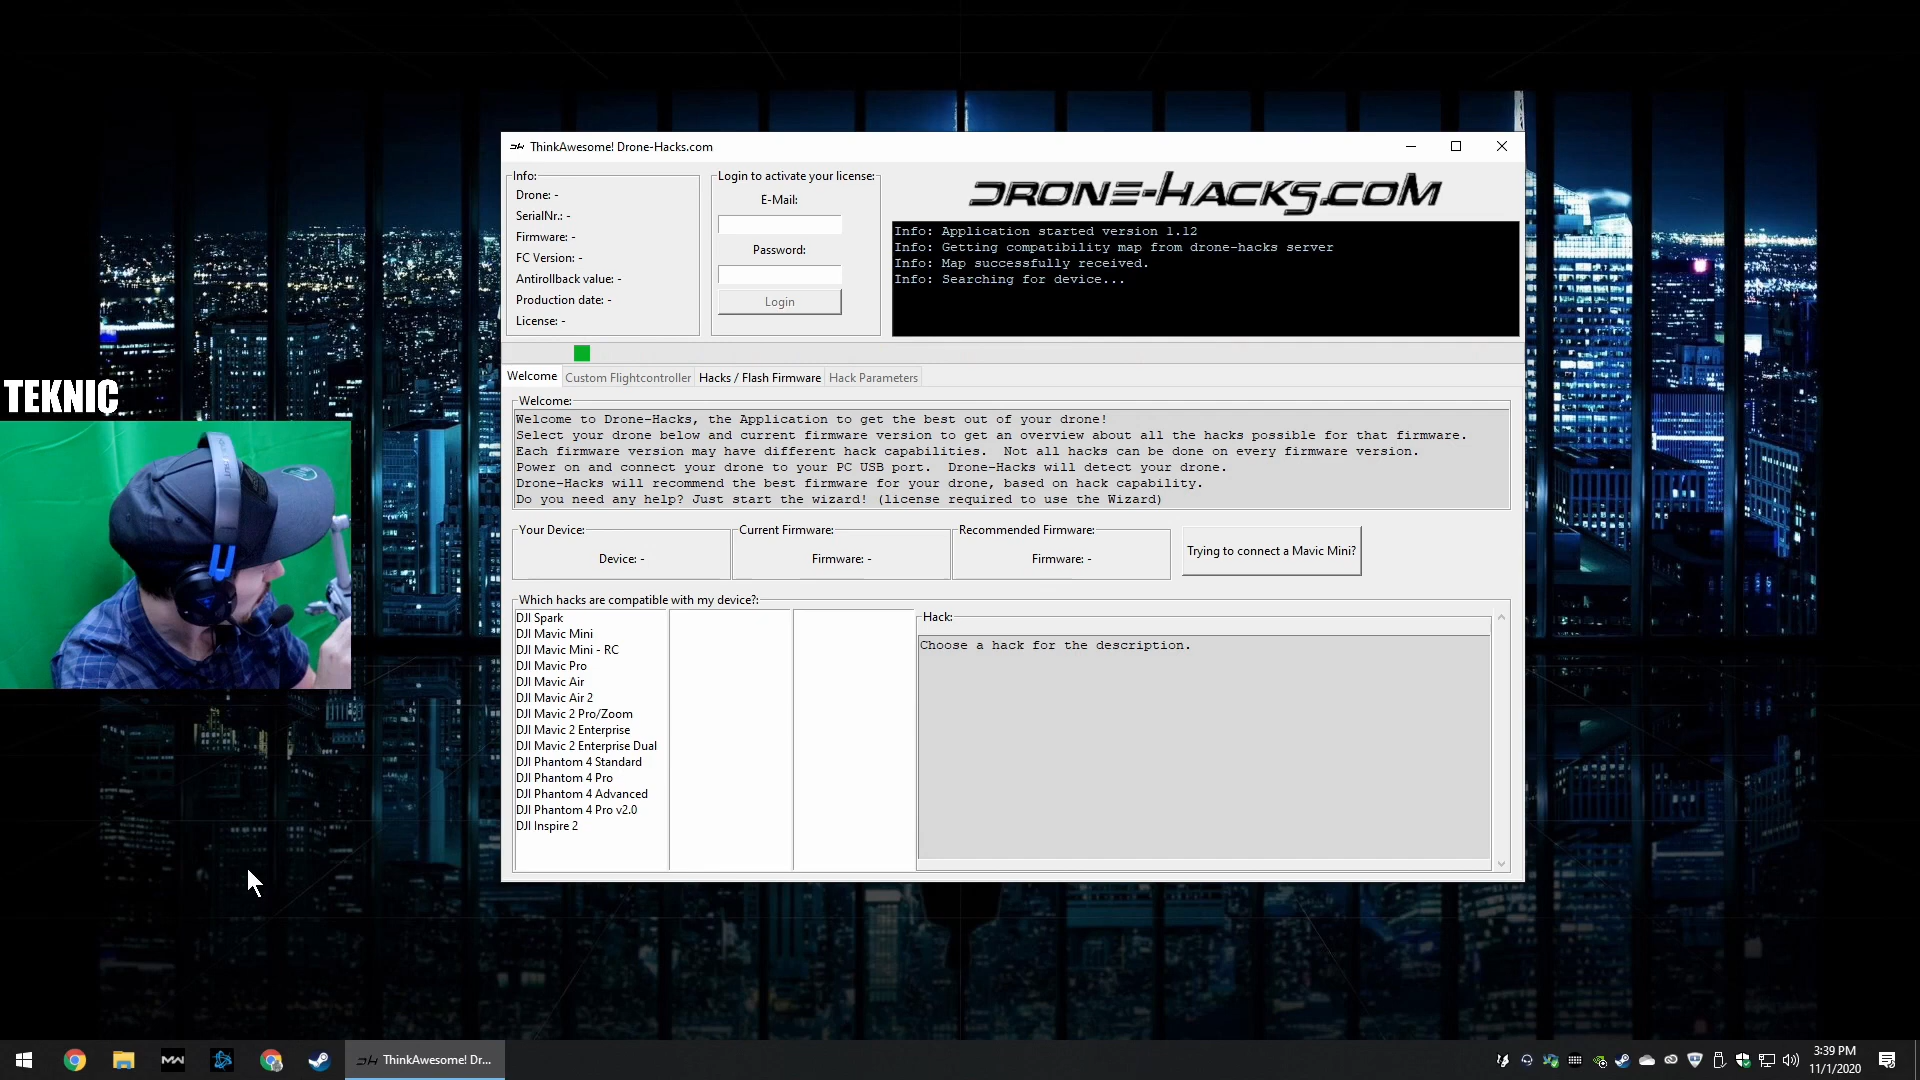 ThinkAwesome! Drone-Hacks.com
Info:
Drone: -
SerialNr.: -
Firmware: -
FC Version: -
Antirollback value: -
Production date: -
License: -
Login to activate your license:
E-Mail:
Password:
Login
DRONE-HACKS.COM
Info: Application started version 1.12
Info: Getting compatibility map from drone-hacks server
Info: Map successfully received.
Info: Searching for device...
Welcome Custom Flightcontroller Hacks / Flash Firmware Hack Parameters
TEKNIC
Welcome:
Welcome to Drone-Hacks, the Application to get the best out of your drone!
Select your drone below and current firmware version to get an overview about all the hacks possible for that firmware.
Each firmware version may have different hack capabilities. Not all hacks can be done on every firmware version.
Power on and connect your drone to your PC USB port. Drone-Hacks will detect your drone.
Drone-Hacks will recommend the best firmware for your drone, based on hack capability.
Do you need any help? Just start the wizard! (license required to use the Wizard)
Your Device:
Device: -
Current Firmware:
Firmware: -
Recommended Firmware:
Firmware: -
Trying to connect a Mavic Mini?
Which hacks are compatible with my device?:
DJI Spark
DJI Mavic Mini
DJI Mavic Mini - RC
DJI Mavic Pro
DJI Mavic Air
DJI Mavic Air 2
DJI Mavic 2 Pro/Zoom
DJI Mavic 2 Enterprise
DJI Mavic 2 Enterprise Dual
DJI Phantom 4 Standard
DJI Phantom 4 Pro
DJI Phantom 4 Advanced
DJI Phantom 4 Pro v2.0
DJI Inspire 2
Hack:
Choose a hack for the description.
MW
ThinkAwesome! Dr...
3:39 PM
11/1/2020